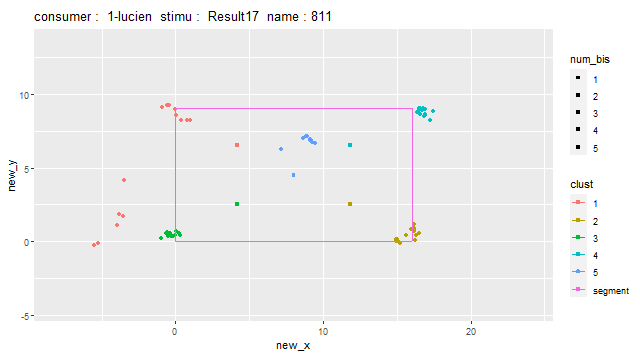 consumer : 1-lucien stimu : Result17 name : 811
new_y
10
5
0
-5
0
10
20
new_x
num_bis
1
2
3
4
5
clust
1
2
3
4
5
segment